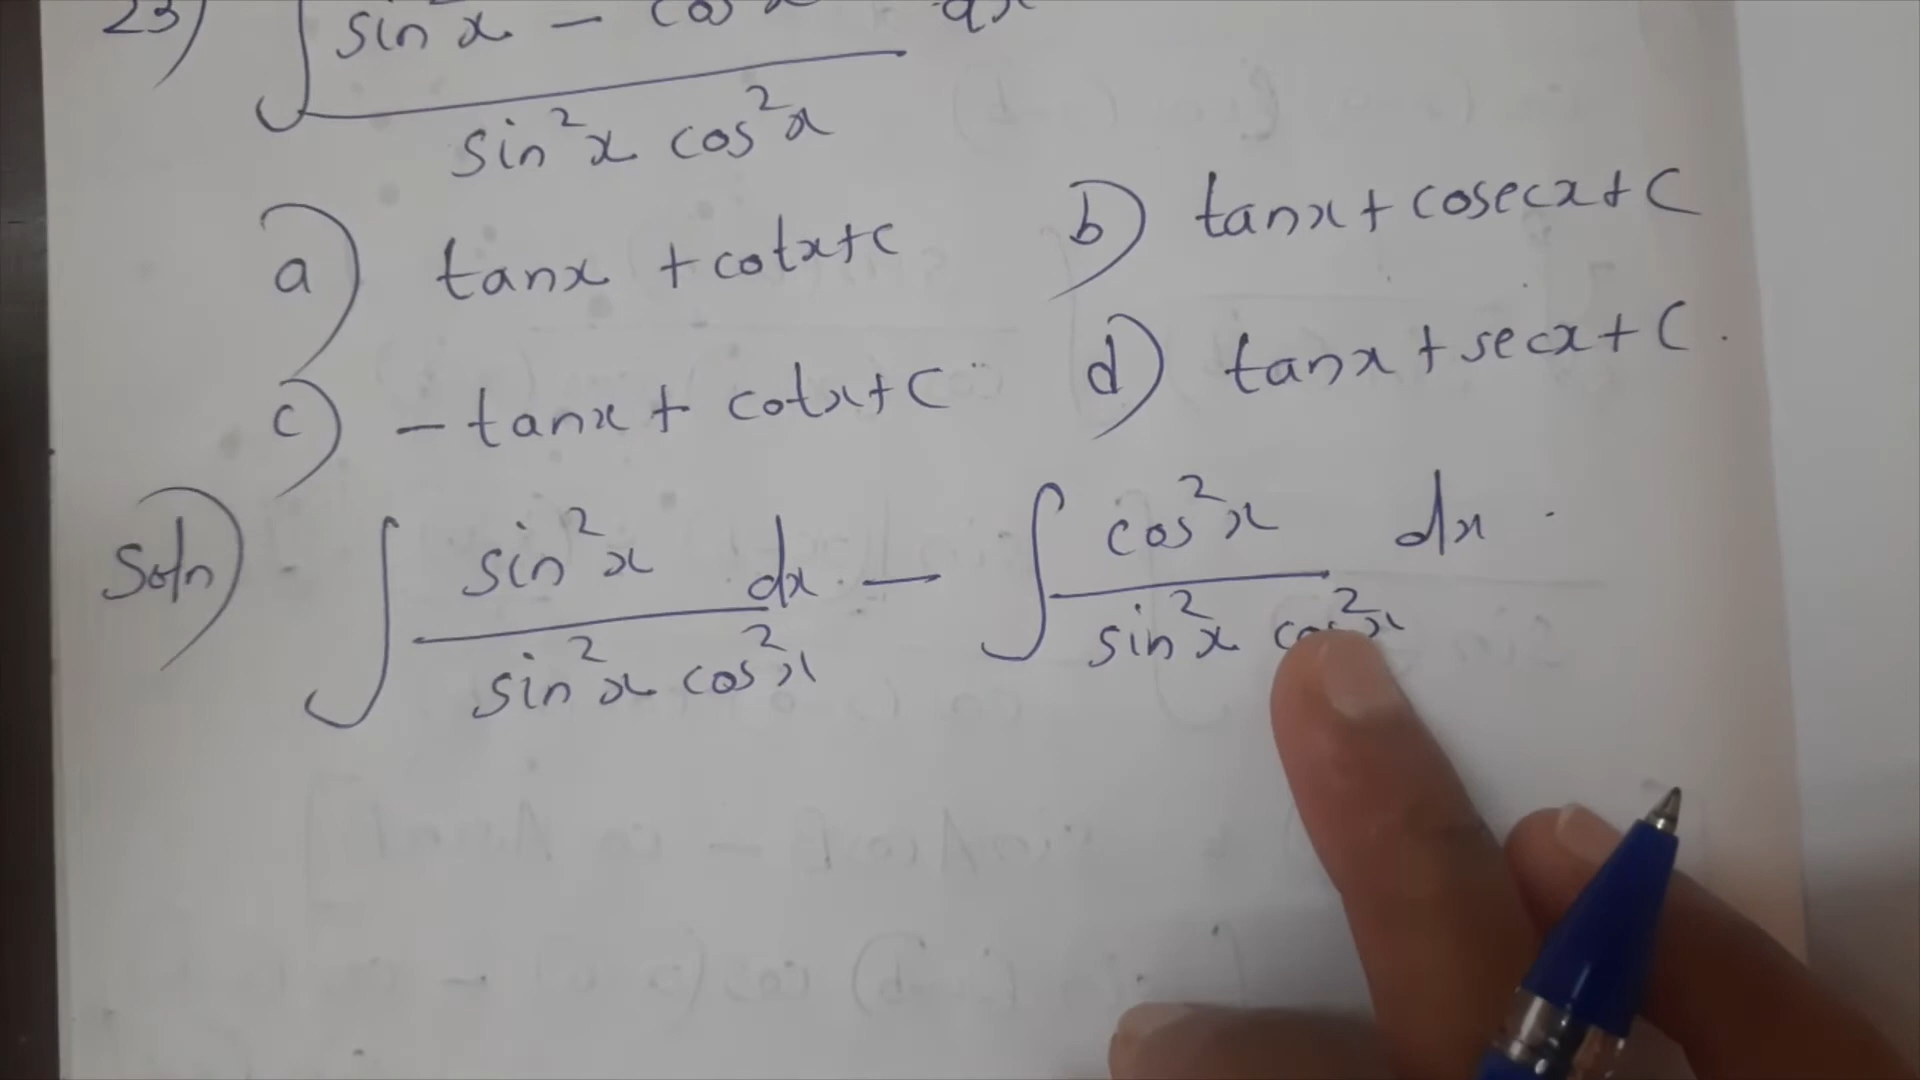 23) ∫ sin²x - cos²x dx
sin²x cos²x
a) tanx + cotx+c b) tanx + cosecx + C
c) - tanx + cotx + C d) tanx + secx + C.
Soln) ∫ sin²x dx - ∫ cos²x dx.
sin²x cos²x sin²x cos²x